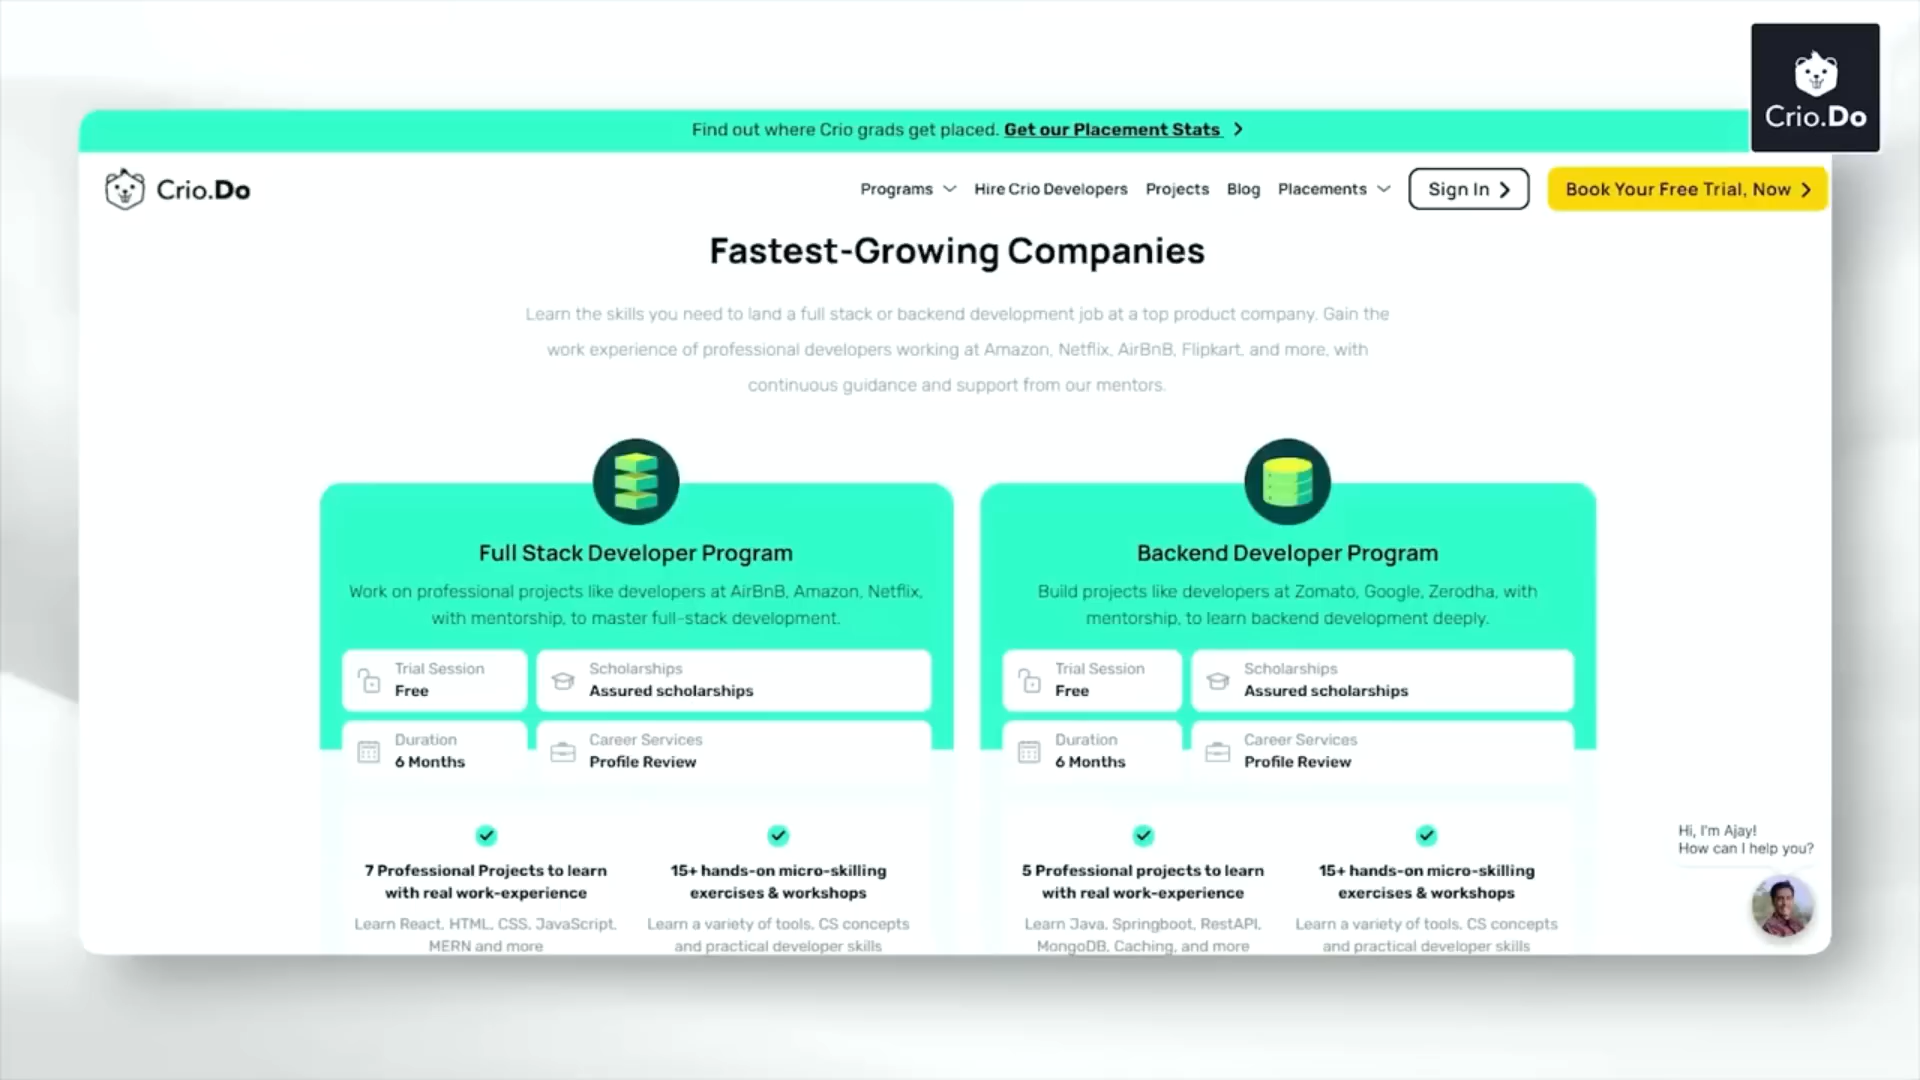 Crio.Do
Find out where Crio grads get placed. Get our Placement Stats
Crio.Do
Programs
Hire Crio Developers
Projects
Blog
Placements
Sign In
Book Your Free Trial, Now
Fastest-Growing Companies
Learn the skills you need to land a full stack or backend development job at a top product company. Gain the
work experience of professional developers working at Amazon, Netflix, AirBnB, Flipkart, and more, with
continuous guidance and support from our mentors.
Full Stack Developer Program
Work on professional projects like developers at AirBnB, Amazon, Netflix,
with mentorship, to master full-stack development.
Trial Session
Free
Scholarships
Assured scholarships
Duration
6 Months
Career Services
Profile Review
7 Professional Projects to learn
with real work-experience
Learn React, HTML, CSS, JavaScript,
MERN and more
15+ hands-on micro-skilling
exercises & workshops
Learn a variety of tools, CS concepts
and practical developer skills
Backend Developer Program
Build projects like developers at Zomato, Google, Zerodha, with
mentorship, to learn backend development deeply.
Trial Session
Free
Scholarships
Assured scholarships
Duration
6 Months
Career Services
Profile Review
5 Professional projects to learn
with real work-experience
Learn Java, Springboot, RestAPI,
MongoDB, Caching, and more
15+ hands-on micro-skilling
exercises & workshops
Learn a variety of tools, CS concepts
and practical developer skills
Hi, I'm Ajay!
How can I help you?